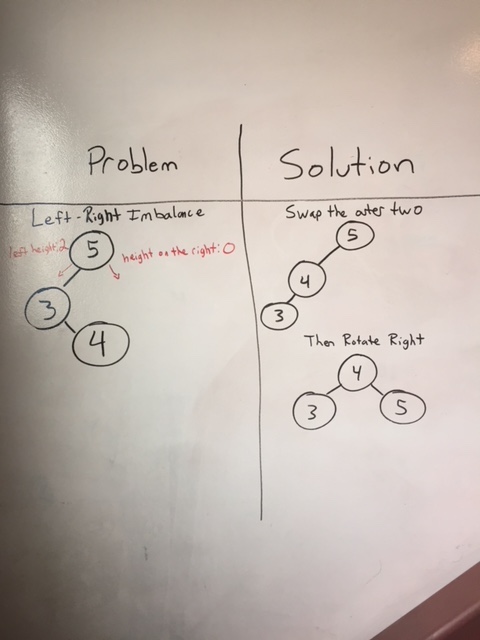 Problem
Left-Right Imbalance
left height:2
5
height on the right:0
3
4
Solution
Swap the outer two
5
4
3
Then Rotate Right
4
3
5